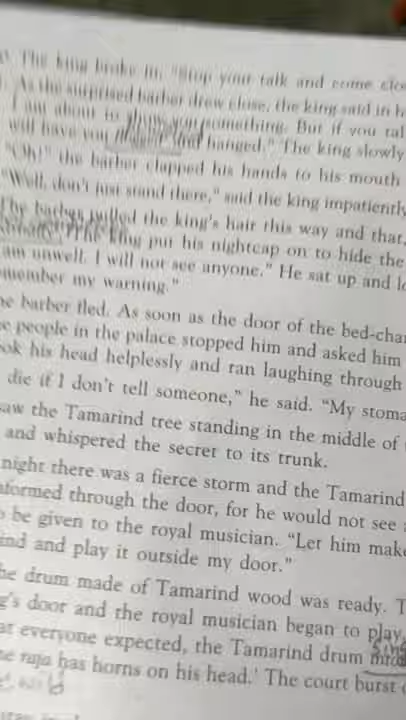 The king broke in. "Stop your talk and come clos
As the surprised barber drew close, the king said in h
I am about to show you something. But if you tal
will have you hanged." The king slowly
"Oh!" the barber clapped his hands to his mouth
"Well, don't just stand there," said the king impatiently
The barber pulled the king's hair this way and that,
The king put his nightcap on to hide the
am unwell. I will not see anyone." He sat up and l
member my warning."
he barber fled. As soon as the door of the bed-cha
e people in the palace stopped him and asked him
ok his head helplessly and ran laughing through
die if I don't tell someone," he said. "My stoma
saw the Tamarind tree standing in the middle of
and whispered the secret to its trunk.
night there was a fierce storm and the Tamarind
nformed through the door, for he would not see
o be given to the royal musician. "Let him make
ind and play it outside my door."
he drum made of Tamarind wood was ready. T
g's door and the royal musician began to play,
at everyone expected, the Tamarind drum
he raja has horns on his head.' The court burst